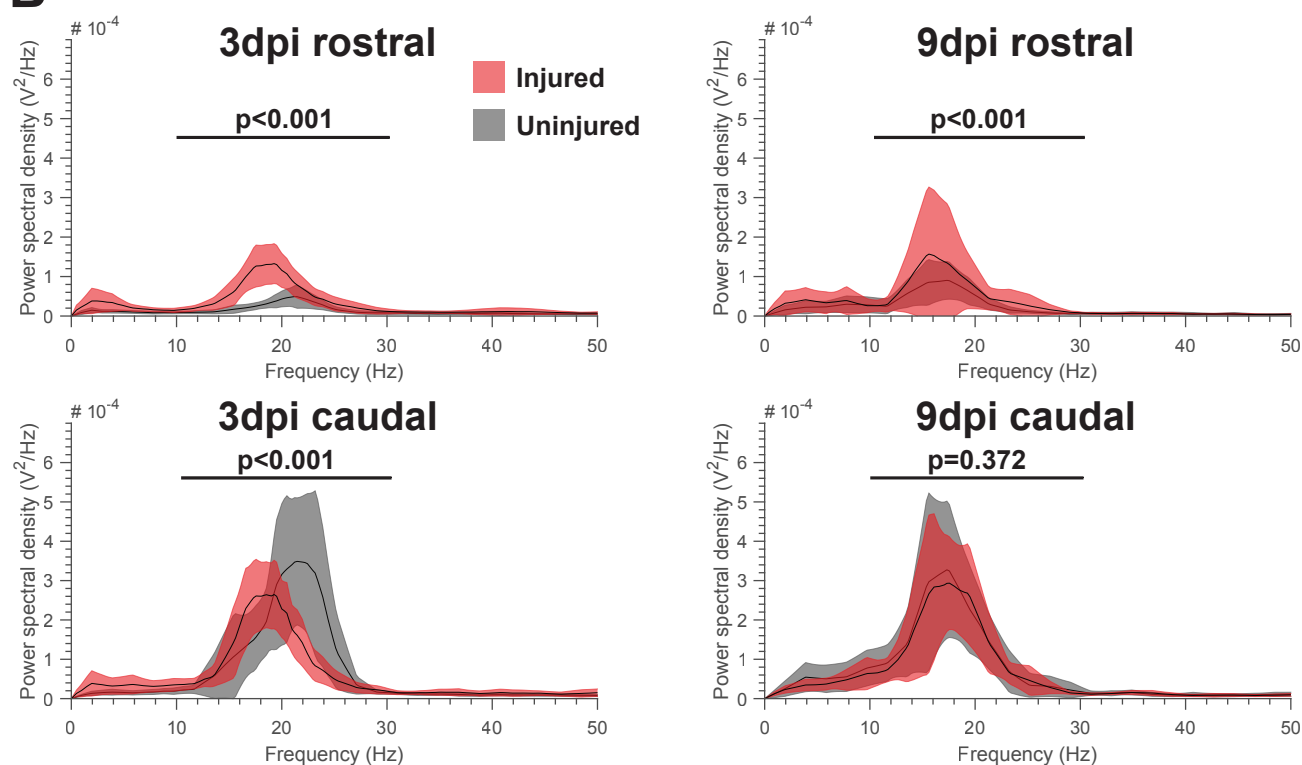 B
# 10-4
3dpi rostral
Injured
Uninjured
p<0.001
Power spectral density (V2/Hz)
6
5
4
3
2
1
0
0 10 20 30 40 50
Frequency (Hz)
# 10-4
9dpi rostral
p<0.001
Power spectral density (V2/Hz)
6
5
4
3
2
1
0
0 10 20 30 40 50
Frequency (Hz)
# 10-4
3dpi caudal
p<0.001
Power spectral density (V2/Hz)
6
5
4
3
2
1
0
0 10 20 30 40 50
Frequency (Hz)
# 10-4
9dpi caudal
p=0.372
Power spectral density (V2/Hz)
6
5
4
3
2
1
0
0 10 20 30 40 50
Frequency (Hz)